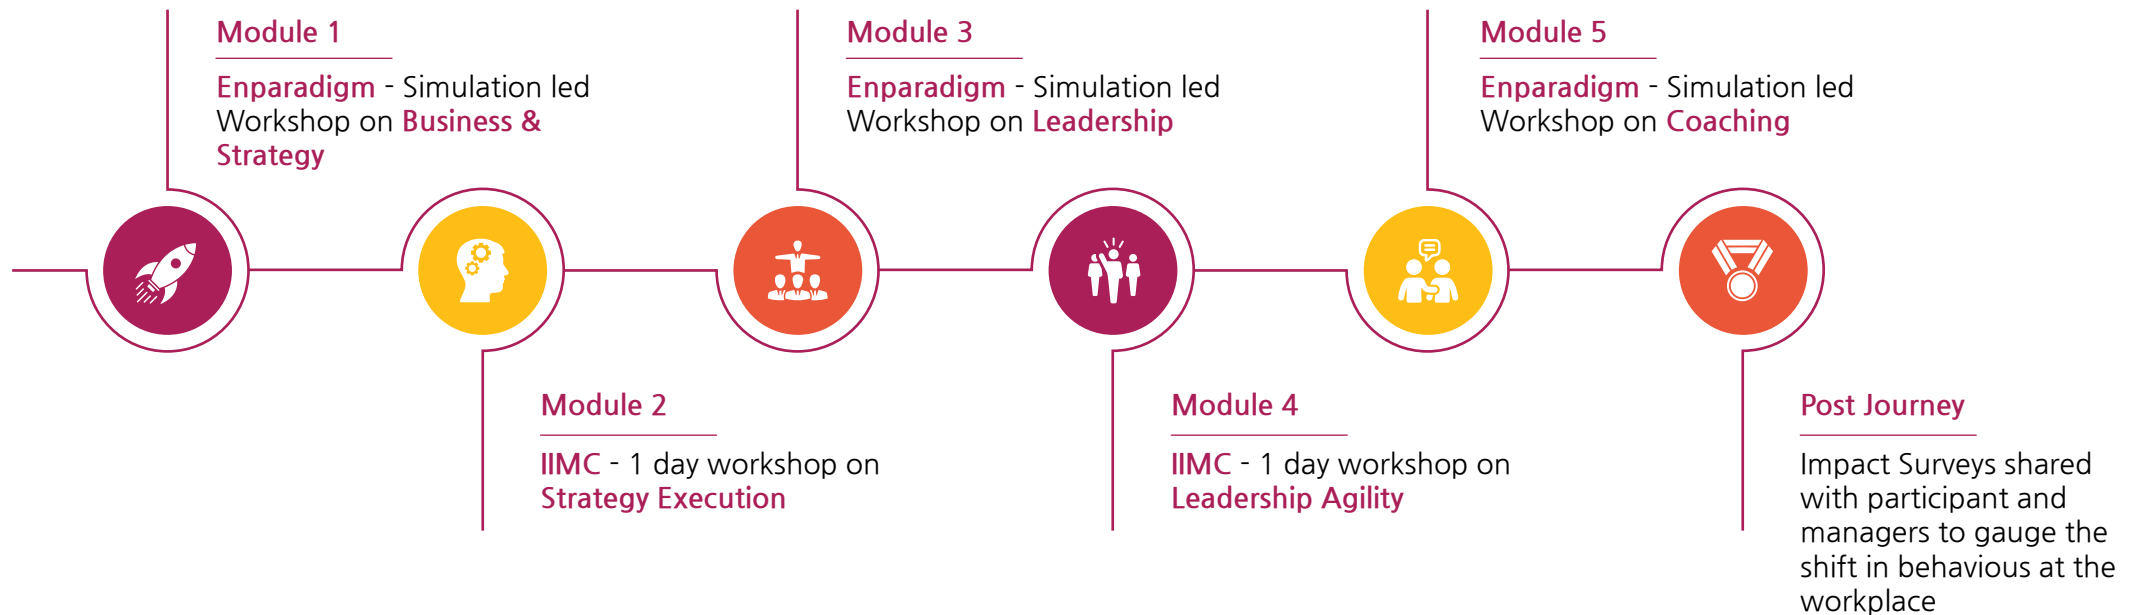 Module 1
Enparadigm - Simulation led
Workshop on Business &
Strategy
Module 2
IIMC - 1 day workshop on
Strategy Execution
Module 3
Enparadigm - Simulation led
Workshop on Leadership
Module 4
IIMC - 1 day workshop on
Leadership Agility
Module 5
Enparadigm - Simulation led
Workshop on Coaching
Post Journey
Impact Surveys shared
with participant and
managers to gauge the
shift in behavious at the
workplace